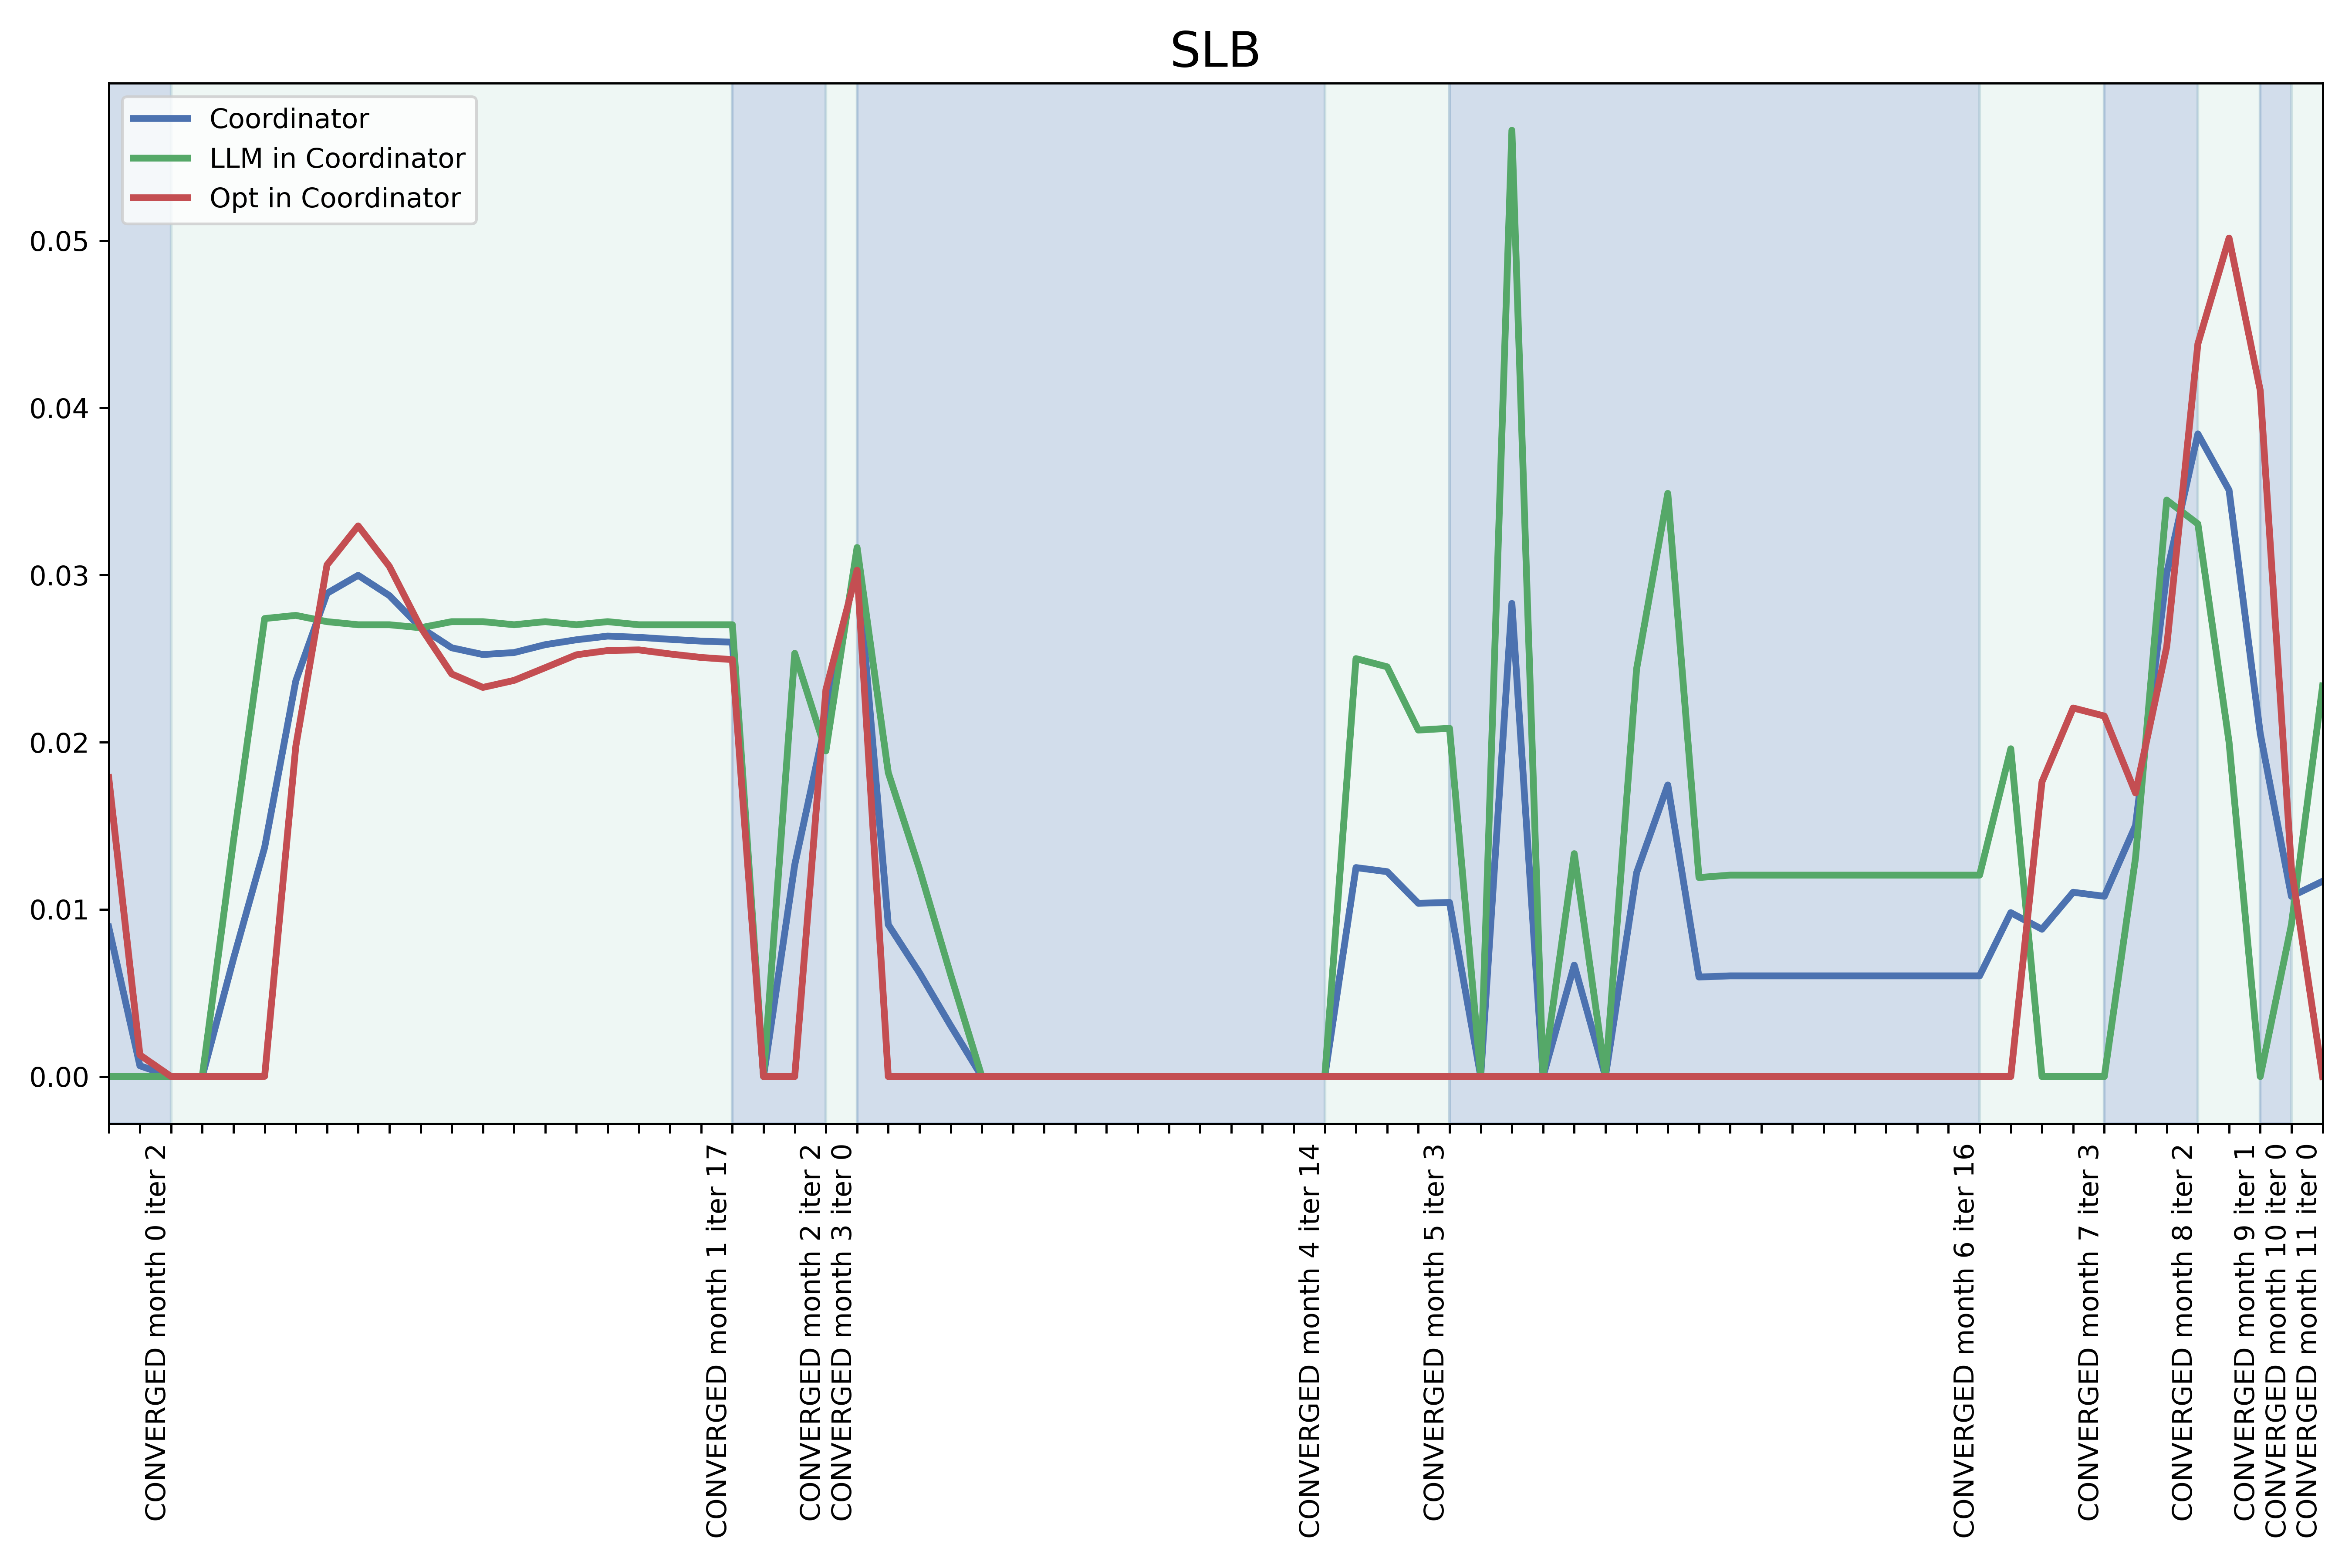 SLB
Coordinator
LLM in Coordinator
Opt in Coordinator
0.05
0.04
0.03
0.02
0.01
0.00
CONVERGED month 0 iter 2
CONVERGED month 1 iter 17
CONVERGED month 2 iter 2
CONVERGED month 3 iter 0
CONVERGED month 4 iter 14
CONVERGED month 5 iter 3
CONVERGED month 6 iter 16
CONVERGED month 7 iter 3
CONVERGED month 8 iter 2
CONVERGED month 9 iter 1
CONVERGED month 10 iter 0
CONVERGED month 11 iter 0